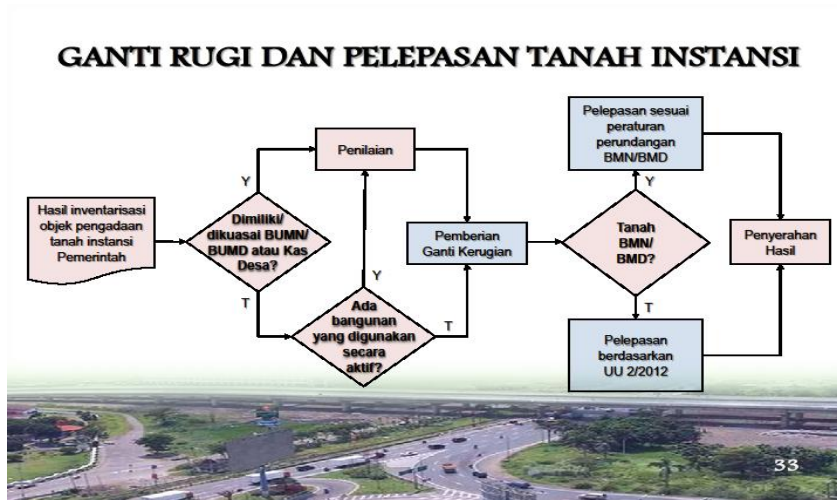 GANTI RUGI DAN PELEPASAN TANAH INSTANSI
Hasil inventarisasi
objek pengadaan
tanah instansi
Pemerintah
Dimiliki/
dikuasai BUMN/
BUMD atau Kas
Desa?
Y
T
Penilaian
Ada
bangunan
yang digunakan
secara
aktif?
Y
T
Pemberian
Ganti Kerugian
Tanah
BMN/
BMD?
Y
T
Pelepasan sesuai
peraturan
perundangan
BMN/BMD
Pelepasan
berdasarkan
UU 2/2012
Penyerahan
Hasil
33